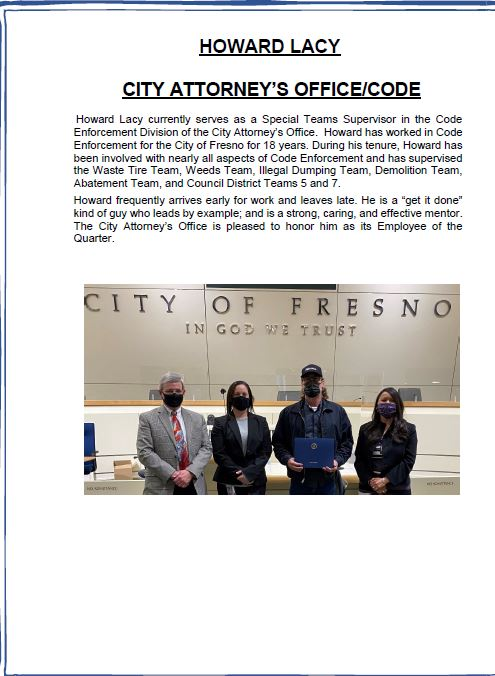 HOWARD LACY
CITY ATTORNEY’S OFFICE/CODE
Howard Lacy currently serves as a Special Teams Supervisor in the Code
Enforcement Division of the City Attorney’s Office. Howard has worked in Code
Enforcement for the City of Fresno for 18 years. During his tenure, Howard has
been involved with nearly all aspects of Code Enforcement and has supervised
the Waste Tire Team, Weeds Team, Illegal Dumping Team, Demolition Team,
Abatement Team, and Council District Teams 5 and 7.
Howard frequently arrives early for work and leaves late. He is a “get it done”
kind of guy who leads by example; and is a strong, caring, and effective mentor.
The City Attorney’s Office is pleased to honor him as its Employee of the
Quarter.
CITY OF FRESNO
IN GOD WE TRUST